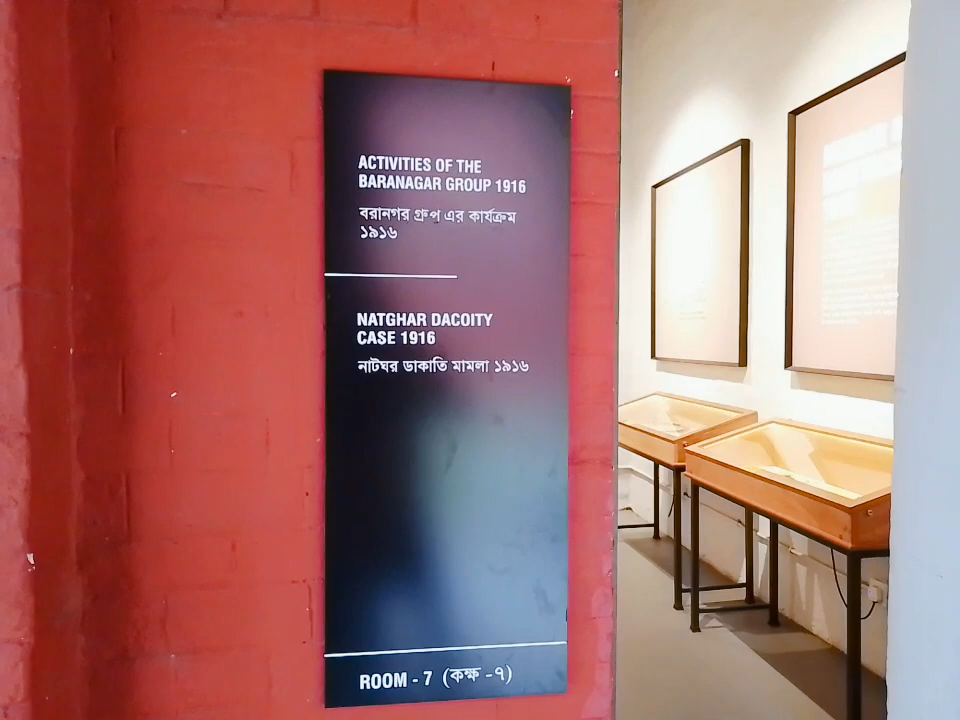 ACTIVITIES OF THE
BARANAGAR GROUP 1916
বরানগর গ্রুপ এর কার্যক্রম
১৯১৬
NATGHAR DACOITY
CASE 1916
নাটঘর ডাকাতি মামলা ১৯১৬
ROOM - 7 (কক্ষ -৭)